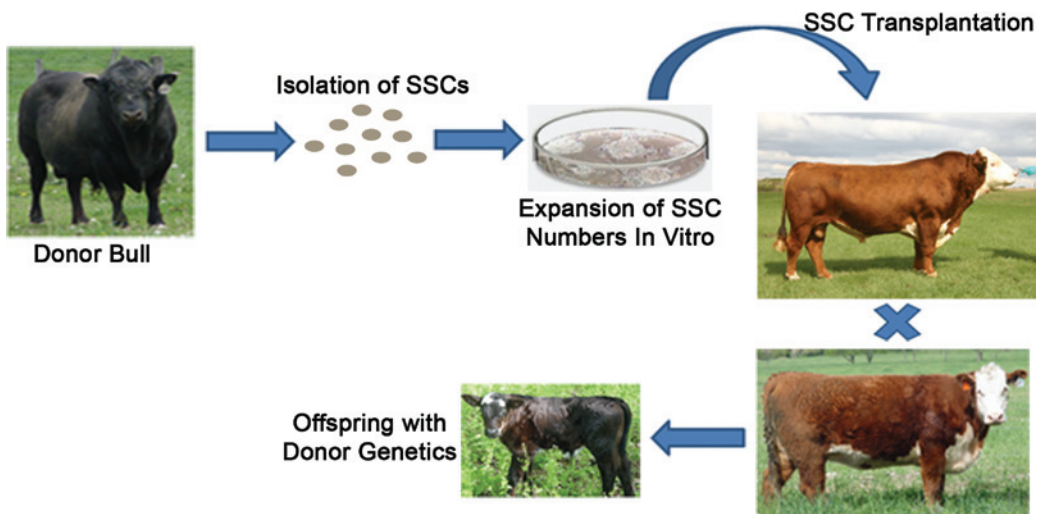 SSC Transplantation
Isolation of SSCs
Expansion of SSC
Numbers In Vitro
Donor Bull
Offspring with
Donor Genetics